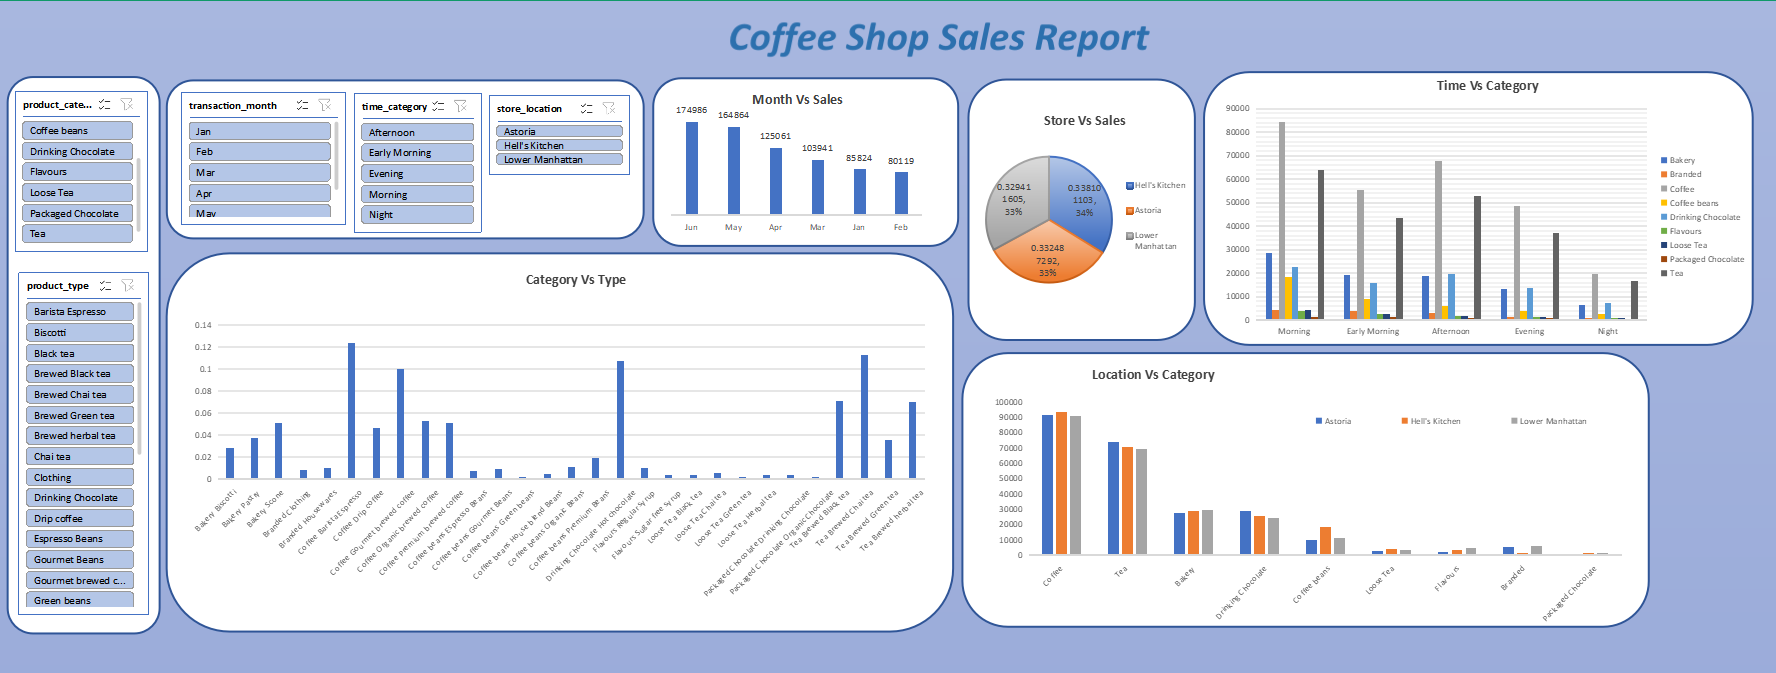 Coffee Shop Sales Report
product_cate...
Coffee beans
Drinking Chocolate
Flavours
Loose Tea
Packaged Chocolate
Tea
product_type
Barista Espresso
Biscotti
Black tea
Brewed Black tea
Brewed Chai tea
Brewed Green tea
Brewed herbal tea
Chai tea
Clothing
Drinking Chocolate
Drip coffee
Espresso Beans
Gourmet Beans
Gourmet brewed c...
Green beans
transaction_month
Jan
Feb
Mar
Apr
May
time_category
Afternoon
Early Morning
Evening
Morning
Night
store_location
Astoria
Hell's Kitchen
Lower Manhattan
Month Vs Sales
174986
164864
125061
103941
85824
80119
Jun
May
Apr
Mar
Jan
Feb
Store Vs Sales
0.32941
1605,
33%
0.33810
1103,
34%
0.33248
7292,
33%
Hell's Kitchen
Astoria
Lower
Manhattan
Time Vs Category
90000
80000
70000
60000
50000
40000
30000
20000
10000
0
Morning
Early Morning
Afternoon
Evening
Night
Bakery
Branded
Coffee
Coffee beans
Drinking Chocolate
Flavours
Loose Tea
Packaged Chocolate
Tea
Category Vs Type
0.14
0.12
0.1
0.08
0.06
0.04
0.02
0
Bakery Biscotti
Bakery Pastry
Bakery Scone
Branded Clothing
Branded Housewares
Coffee Barista Espresso
Coffee Drip coffee
Coffee Gourmet brewed coffee
Coffee Organic brewed coffee
Coffee Premium brewed coffee
Coffee beans Espresso Beans
Coffee beans Gourmet Beans
Coffee beans Green beans
Coffee beans House blend Beans
Coffee beans Organic Beans
Coffee beans Premium Beans
Drinking Chocolate Hot chocolate
Flavours Regular syrup
Flavours Sugar free syrup
Loose Tea Black tea
Loose Tea Chai tea
Loose Tea Green tea
Loose Tea Herbal tea
Packaged Chocolate Drinking Chocolate
Packaged Chocolate Organic Chocolate
Tea Brewed Black tea
Tea Brewed Chai tea
Tea Brewed Green tea
Tea Brewed herbal tea
Location Vs Category
100000
90000
80000
70000
60000
50000
40000
30000
20000
10000
0
Astoria
Hell's Kitchen
Lower Manhattan
Coffee
Tea
Bakery
Drinking Chocolate
Coffee beans
Loose Tea
Flavours
Branded
Packaged Chocolate